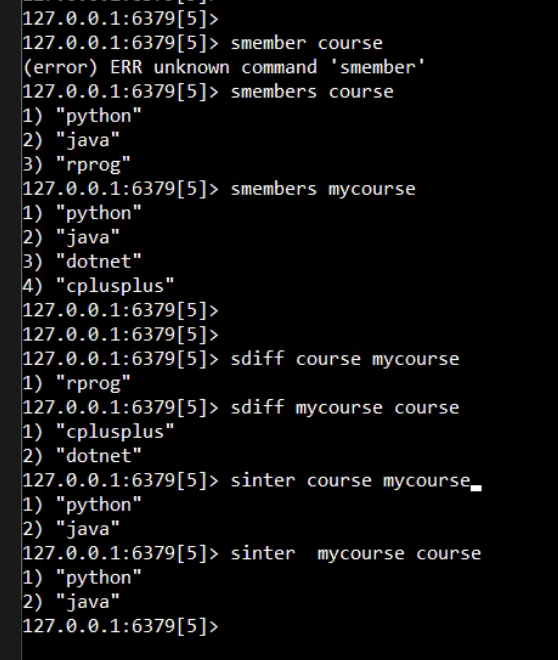 127.0.0.1:6379[5]>
127.0.0.1:6379[5]>
127.0.0.1:6379[5]> smember course
(error) ERR unknown command 'smember'
127.0.0.1:6379[5]> smembers course
1) "python"
2) "java"
3) "rprog"
127.0.0.1:6379[5]> smembers mycourse
1) "python"
2) "java"
3) "dotnet"
4) "cplusplus"
127.0.0.1:6379[5]>
127.0.0.1:6379[5]>
127.0.0.1:6379[5]> sdiff course mycourse
1) "rprog"
127.0.0.1:6379[5]> sdiff mycourse course
1) "cplusplus"
2) "dotnet"
127.0.0.1:6379[5]> sinter course mycourse
1) "python"
2) "java"
127.0.0.1:6379[5]> sinter  mycourse course
1) "python"
2) "java"
127.0.0.1:6379[5]>